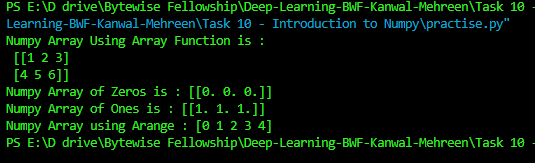 PS E:\D drive\Bytewise Fellowship\Deep-Learning-BWF-Kanwal-Mehreen\Task 10 -
Learning-BWF-Kanwal-Mehreen\Task 10 - Introduction to Numpy\practise.py"
Numpy Array Using Array Function is :
 [[1 2 3]
 [4 5 6]]
Numpy Array of Zeros is : [[0. 0. 0.]]
Numpy Array of Ones is : [[1. 1. 1.]]
Numpy Array using Arange : [0 1 2 3 4]
PS E:\D drive\Bytewise Fellowship\Deep-Learning-BWF-Kanwal-Mehreen\Task 10 -